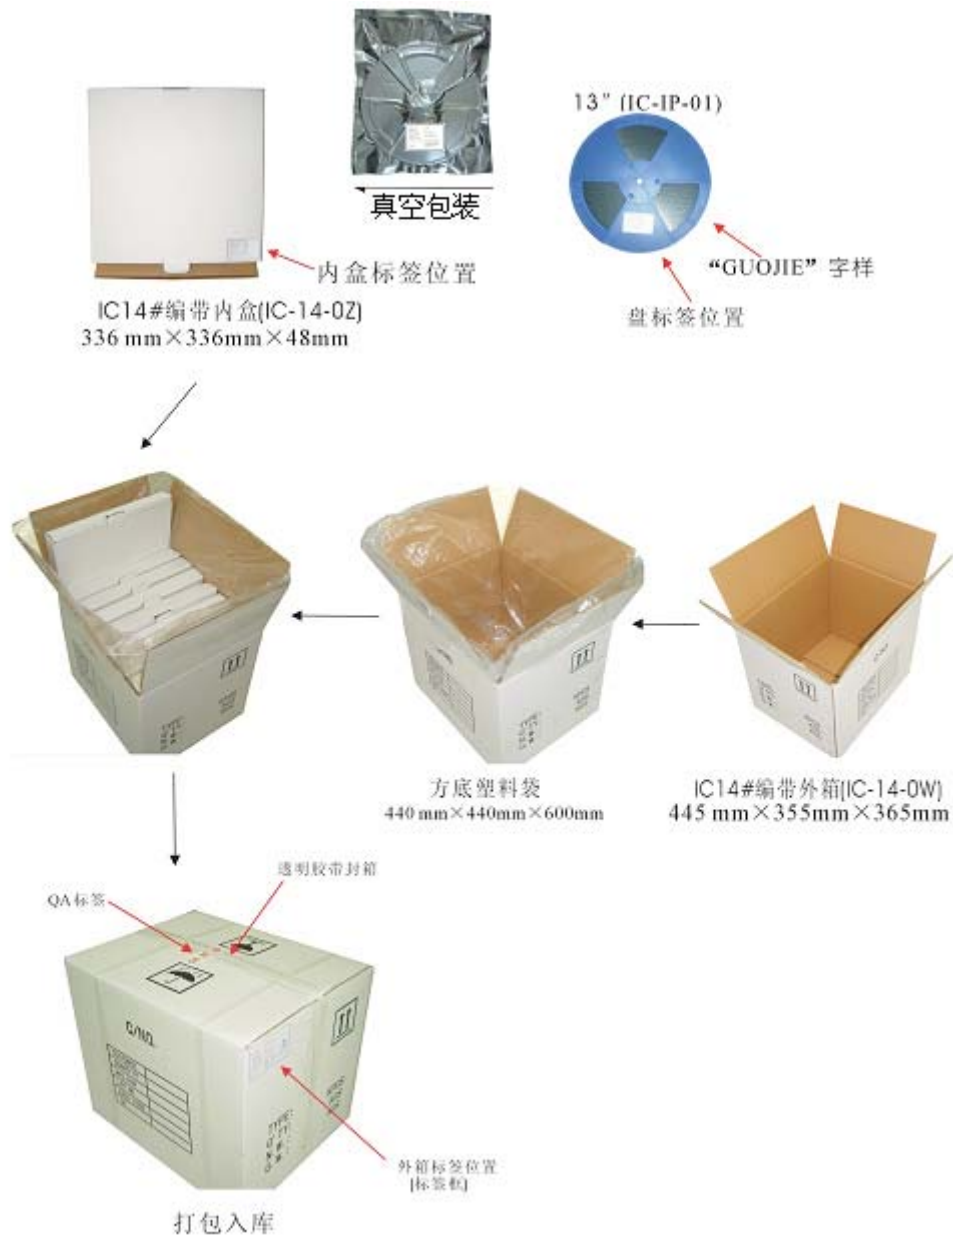 13” (IC-IP-01)
真空包装
“GUOJIE” 字样
内盒标签位置
盘标签位置
IC14#编带内盒(IC-14-0Z)
336 mm×336mm×48mm
方底塑料袋
440 mm×440mm×600mm
IC14#编带外箱(IC-14-0W)
445 mm×355mm×365mm
透明胶带封箱
QA标签
C/NO.
TYPE:
外箱标签位置
(标签框)
打包入库